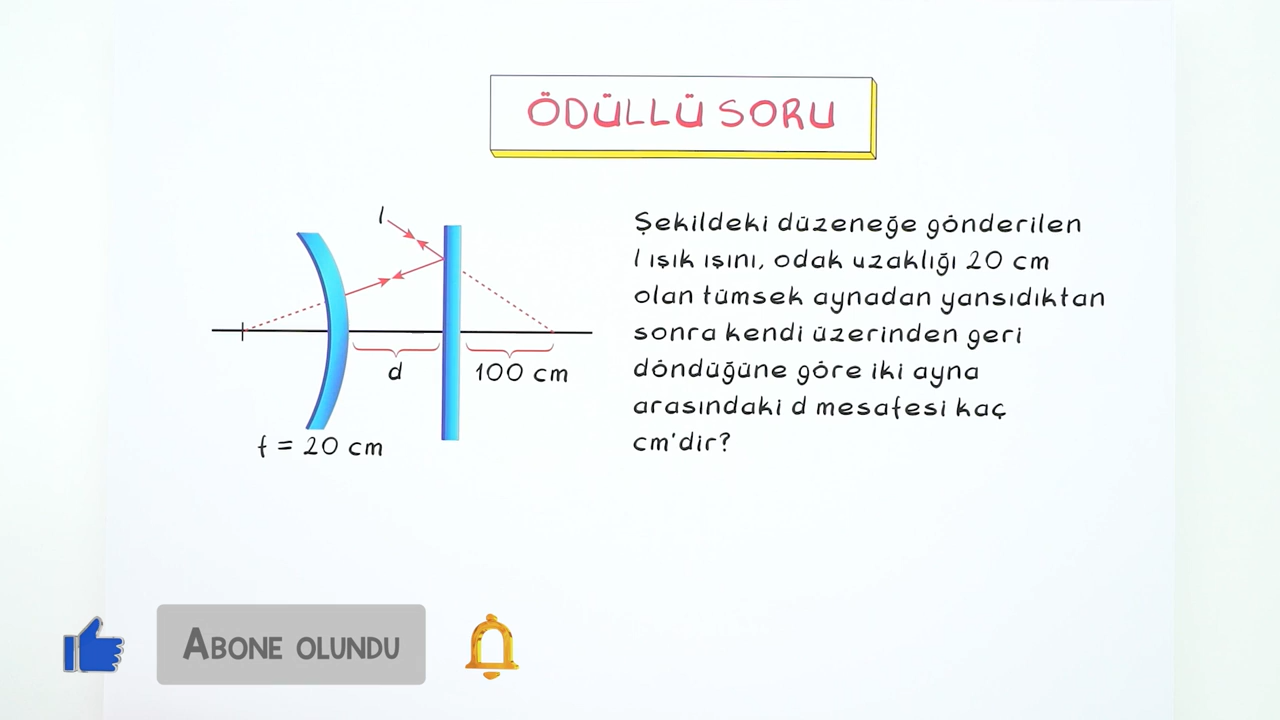 ÖDÜLLÜ SORU
I
d
100 cm
f = 20 cm
Şekildeki düzeneğe gönderilen
I ışık ışını, odak uzaklığı 20 cm
olan tümsek aynadan yansıdıktan
sonra kendi üzerinden geri
döndüğüne göre iki ayna
arasındaki d mesafesi kaç
cm'dir?
ABONE OLUNDU